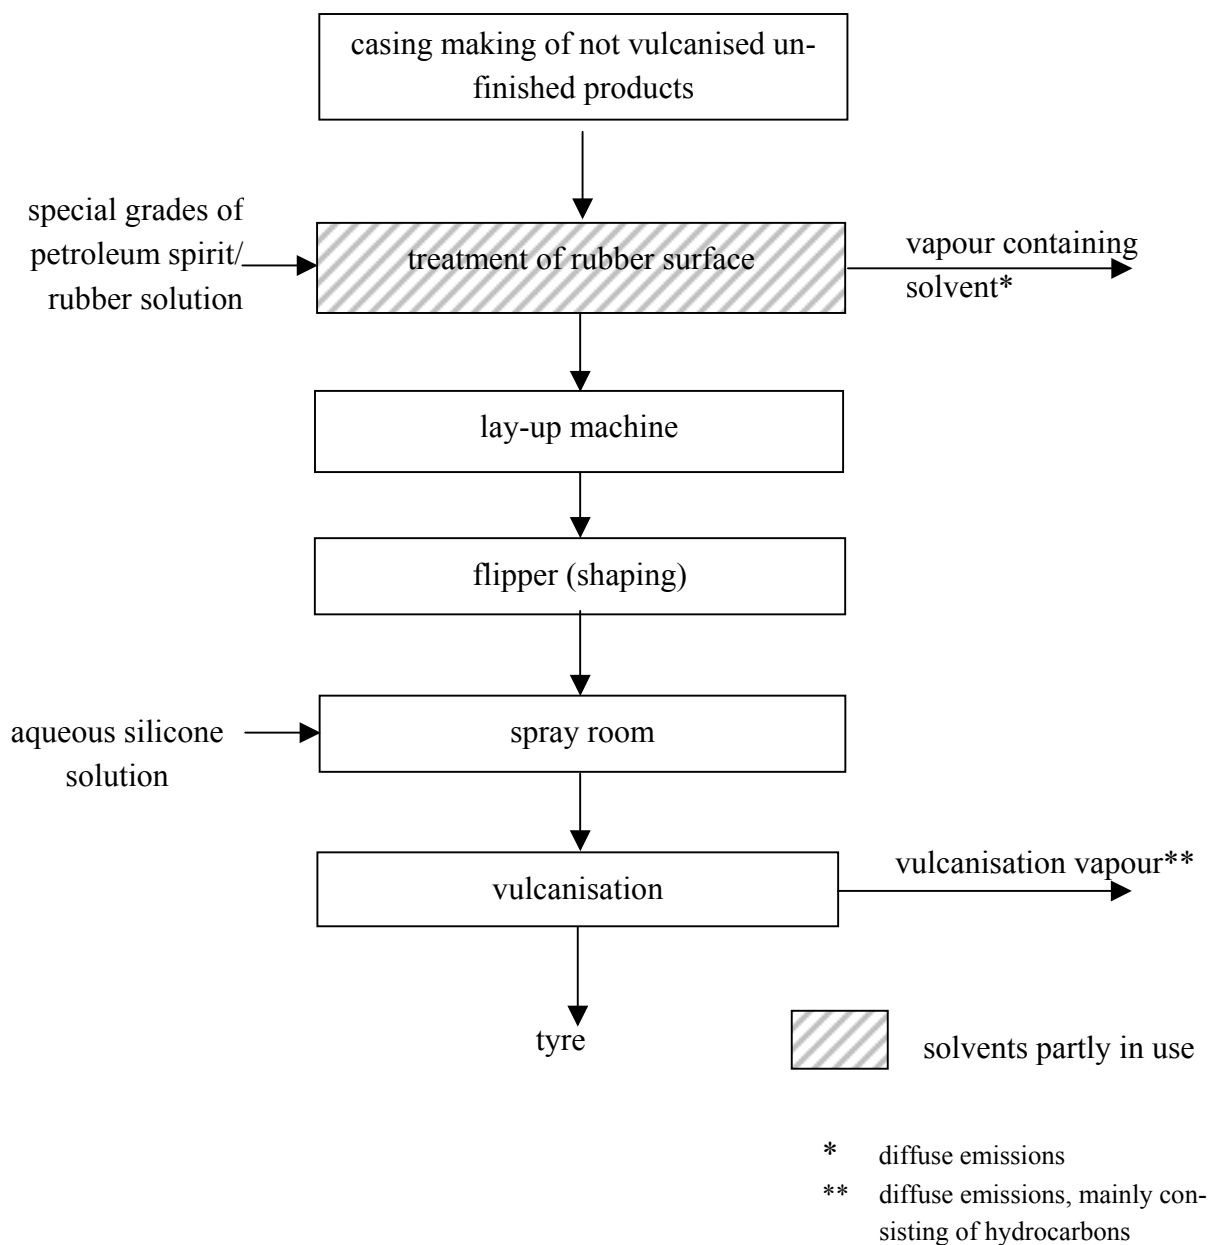 casing making of not vulcanised un-
finished products
special grades of
petroleum spirit/
rubber solution
treatment of rubber surface
vapour containing
solvent*
lay-up machine
flipper (shaping)
aqueous silicone
solution
spray room
vulcanisation
vulcanisation vapour**
tyre
solvents partly in use
* diffuse emissions
** diffuse emissions, mainly con-
sisting of hydrocarbons